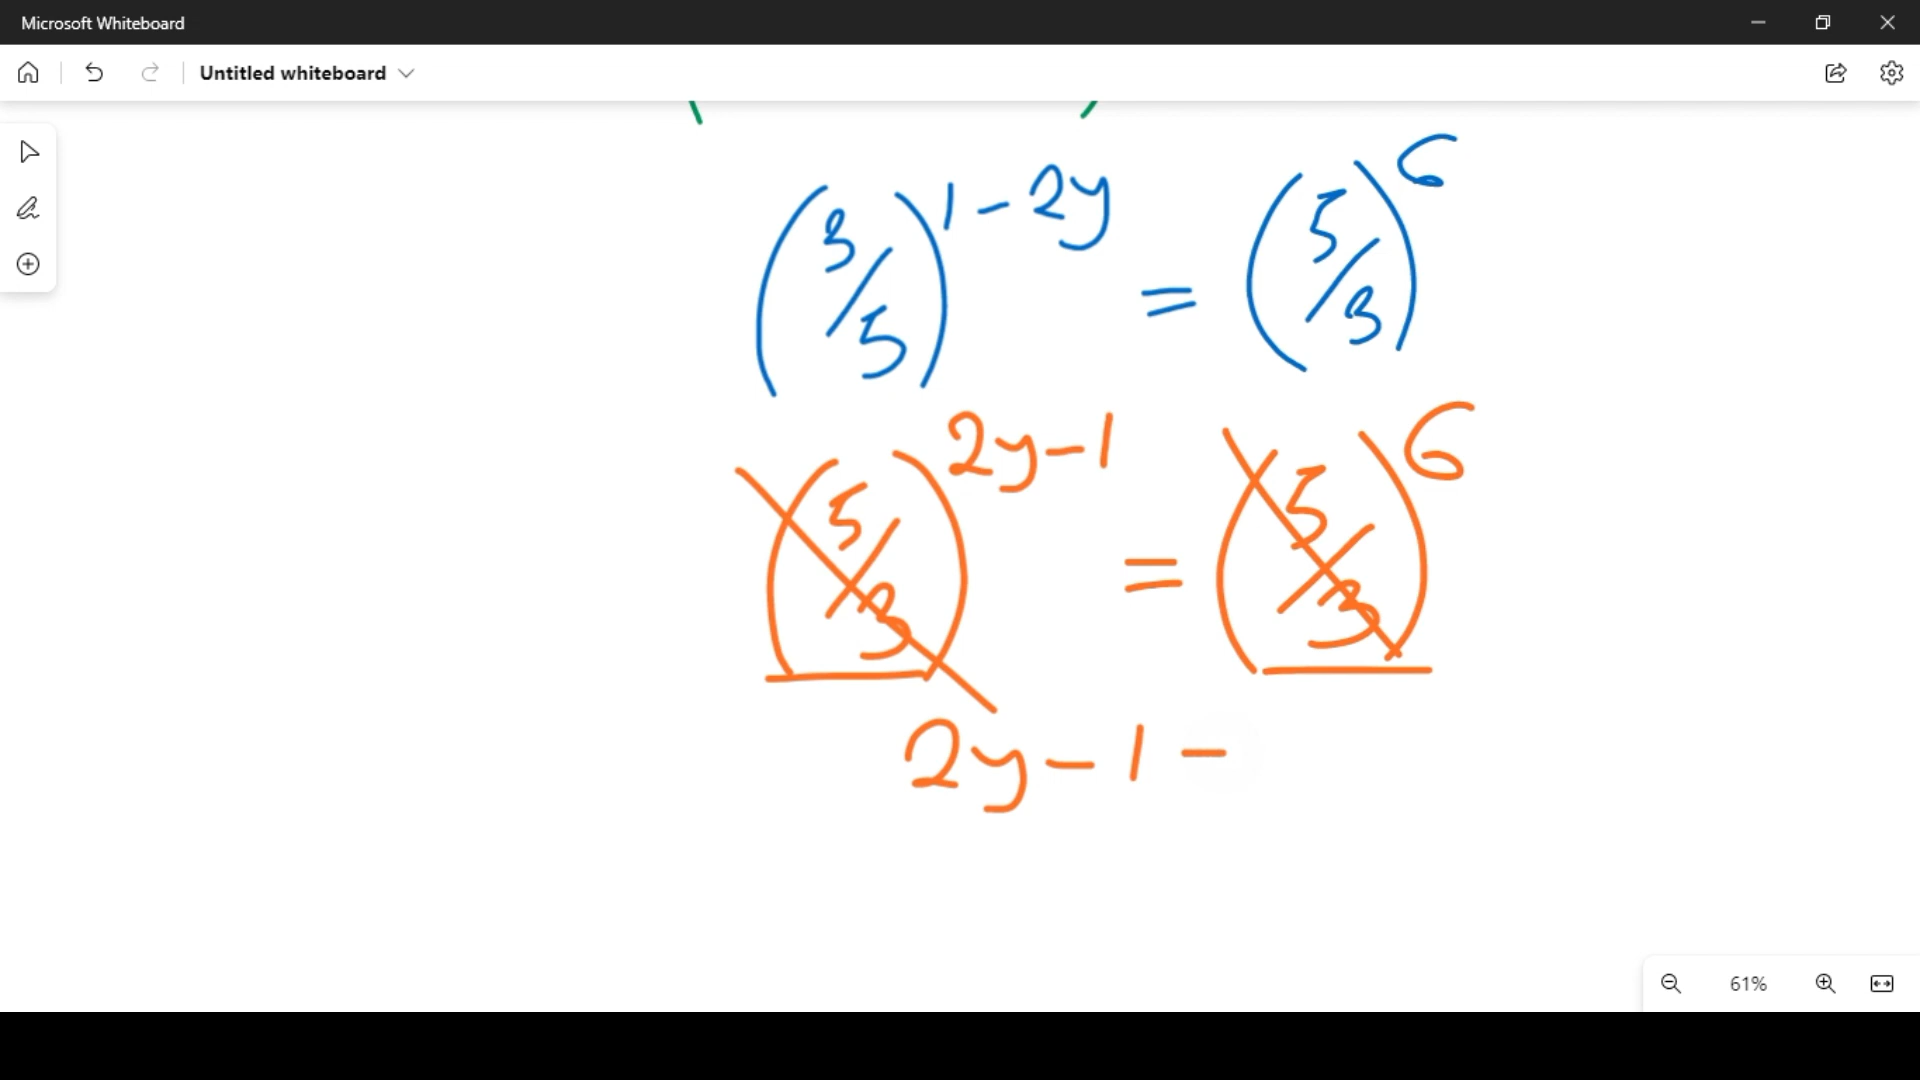 Microsoft Whiteboard
Untitled whiteboard
(3/5)^1-2y = (5/3)^6
(5/3)^2y-1 = (5/3)^6
2y-1-
61%